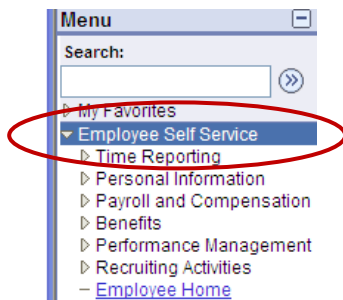 Menu
Search:
My Favorites
Employee Self Service
Time Reporting
Personal Information
Payroll and Compensation
Benefits
Performance Management
Recruiting Activities
Employee Home